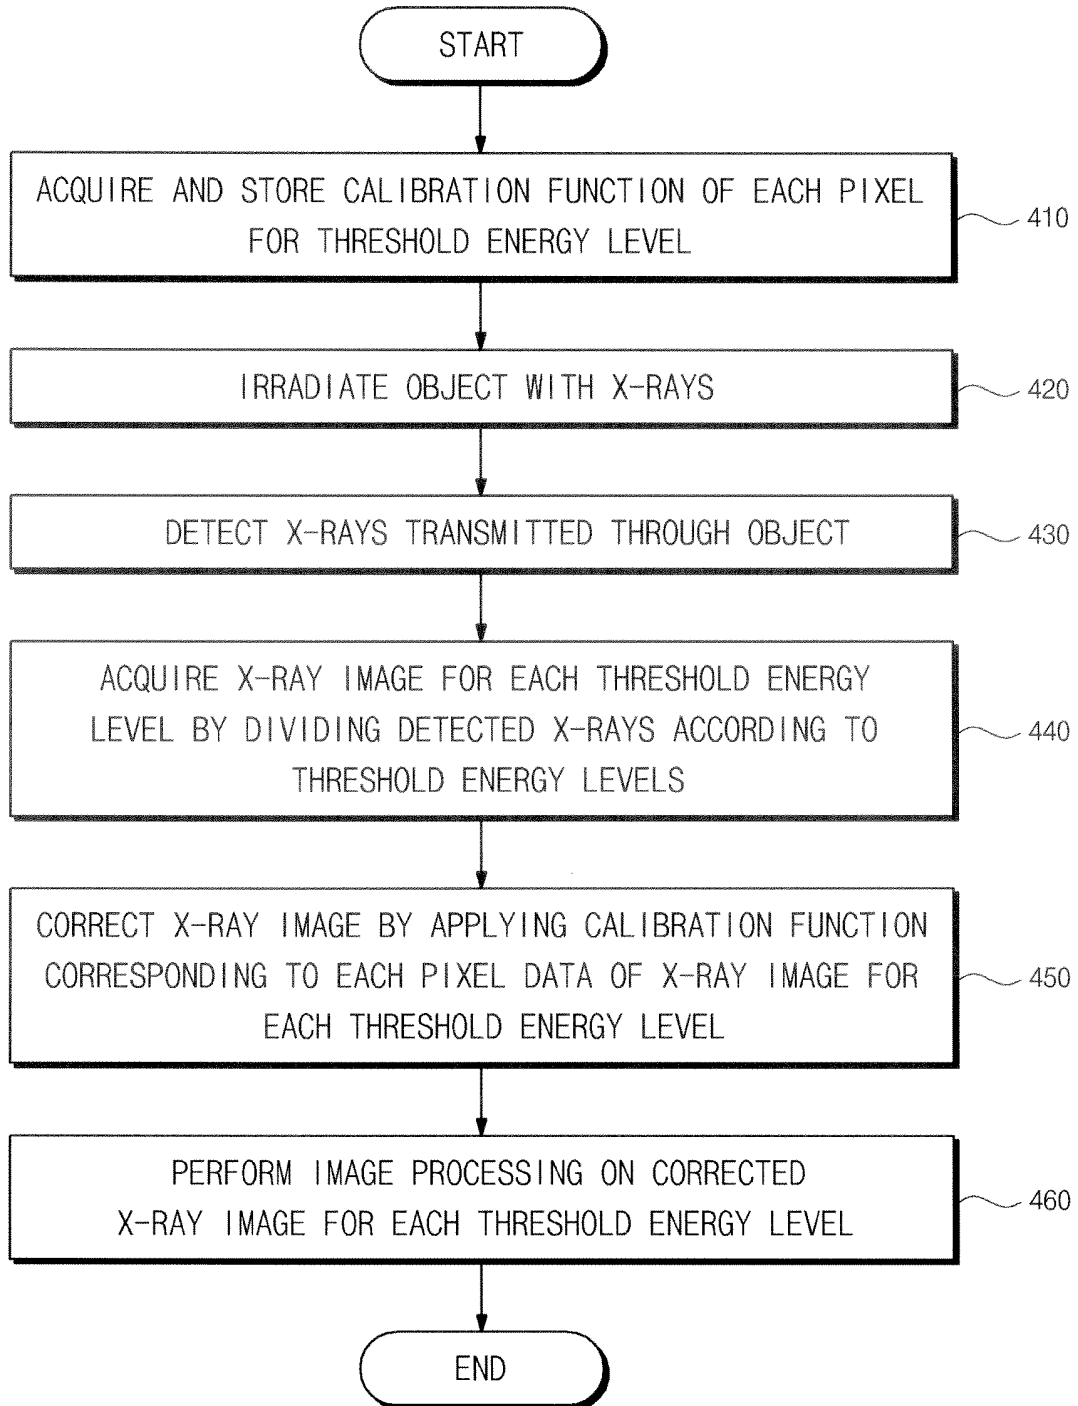 START
ACQUIRE AND STORE CALIBRATION FUNCTION OF EACH PIXEL
FOR THRESHOLD ENERGY LEVEL
410
IRRADIATE OBJECT WITH X-RAYS
420
DETECT X-RAYS TRANSMITTED THROUGH OBJECT
430
ACQUIRE X-RAY IMAGE FOR EACH THRESHOLD ENERGY
LEVEL BY DIVIDING DETECTED X-RAYS ACCORDING TO
THRESHOLD ENERGY LEVELS
440
CORRECT X-RAY IMAGE BY APPLYING CALIBRATION FUNCTION
CORRESPONDING TO EACH PIXEL DATA OF X-RAY IMAGE FOR
EACH THRESHOLD ENERGY LEVEL
450
PERFORM IMAGE PROCESSING ON CORRECTED
X-RAY IMAGE FOR EACH THRESHOLD ENERGY LEVEL
460
END